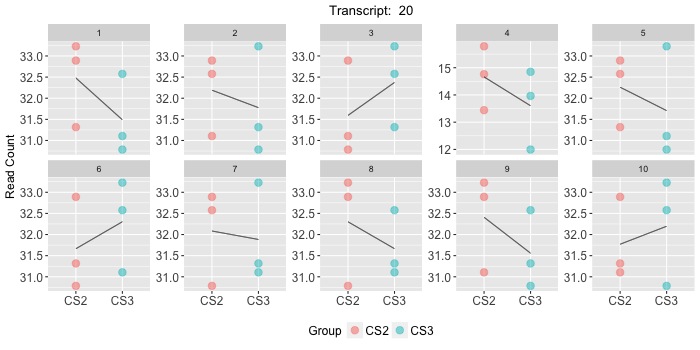 Transcript: 20
1 2 3 4 5
33.0 33.0 33.0 15 33.0
32.5 32.5 32.5 14 32.5
32.0 32.0 32.0 13 32.0
31.5 31.5 31.5 12 31.5
31.0 31.0 31.0 31.0
Read Count
6 7 8 9 10
33.0 33.0 33.0 33.0 33.0
32.5 32.5 32.5 32.5 32.5
32.0 32.0 32.0 32.0 32.0
31.5 31.5 31.5 31.5 31.5
31.0 31.0 31.0 31.0 31.0
CS2 CS3 CS2 CS3 CS2 CS3 CS2 CS3 CS2 CS3
Group CS2 CS3